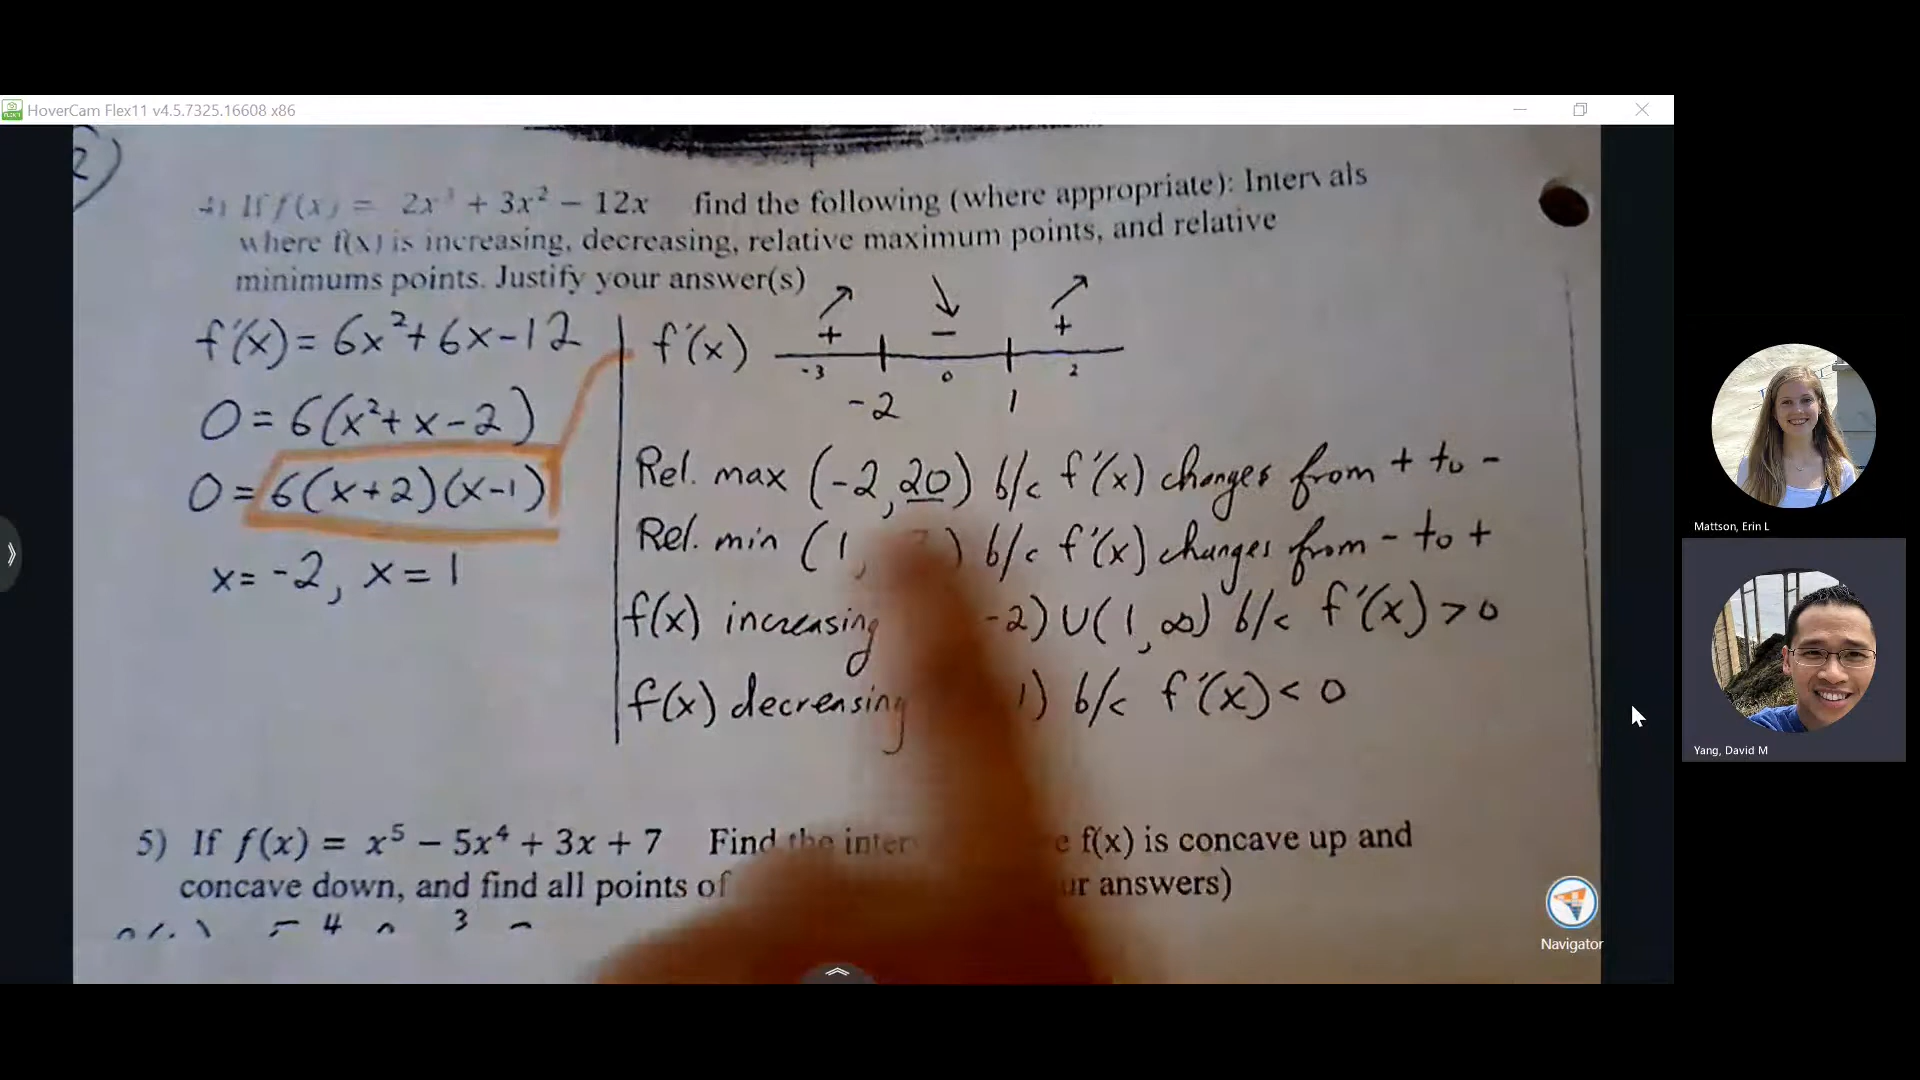 HoverCam Flex11 v4.5.7325.16608 x86
2)
4) If f(x) = 2x³ + 3x² − 12x find the following (where appropriate): Intervals
where f(x) is increasing, decreasing, relative maximum points, and relative
minimums points. Justify your answer(s)
f'(x) = 6x²+6x-12
0 = 6(x²+x-2)
0 = 6(x+2)(x-1)
x= -2, x = 1
f'(x) + - +
-3 0 2
-2 1
Rel. max (-2, 20) b/c f'(x) changes from + to -
Rel. min (1, ) b/c f'(x) changes from - to +
f(x) increasing -2) U (1, ∞) b/c f'(x) > 0
f(x) decreasing 1) b/c f'(x) < 0
5) If f(x) = x⁵ − 5x⁴ + 3x + 7 Find the inter f(x) is concave up and
concave down, and find all points of answers)
Navigator
Mattson, Erin L
Yang, David M